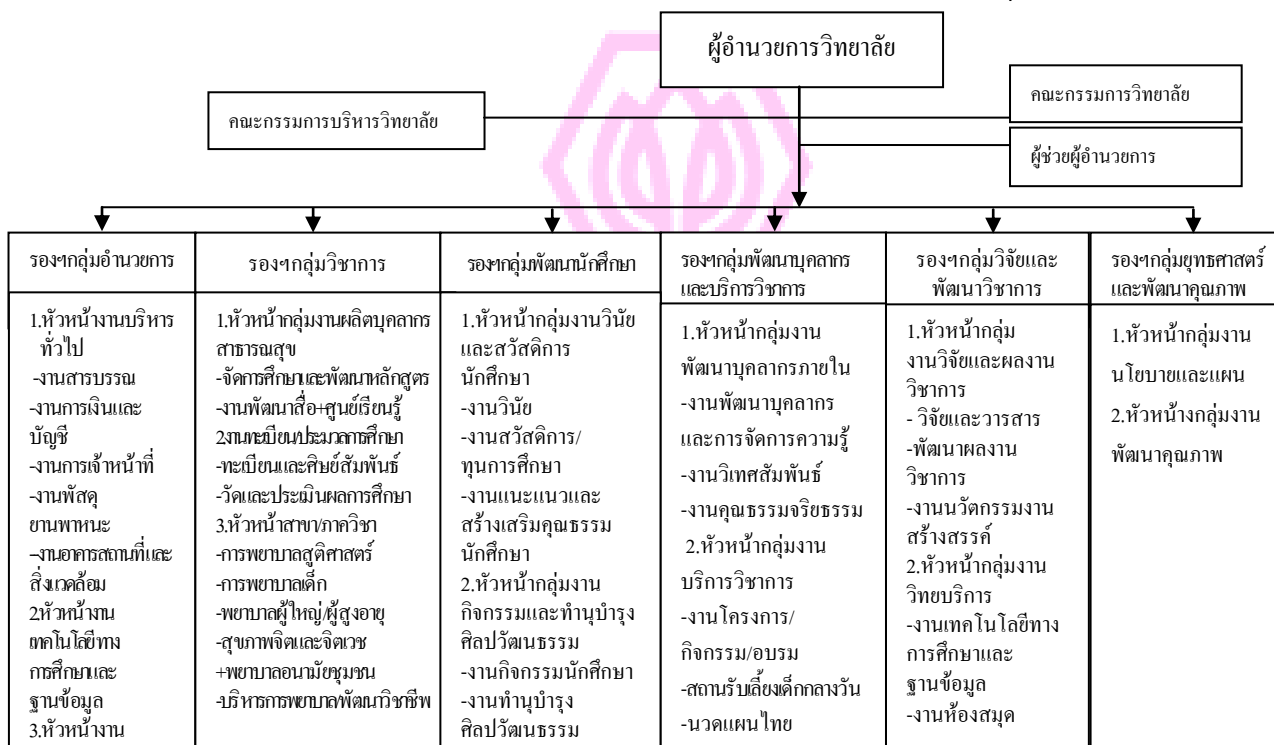 ผู้อำนวยการวิทยาลัย
คณะกรรมการบริหารวิทยาลัย
คณะกรรมการวิทยาลัย
ผู้ช่วยผู้อำนวยการ
รองฯกลุ่มอำนวยการ
1.หัวหน้างานบริหาร
ทั่วไป
-งานสารบรรณ
-งานการเงินและ
บัญชี
-งานการเจ้าหน้าที่
-งานพัสดุ
ยานพาหนะ
-งานอาคารสถานที่และ
สิ่งแวดล้อม
2หัวหน้างาน
เทคโนโลยีทาง
การศึกษาและ
ฐานข้อมูล
3.หัวหน้างาน
รองฯกลุ่มวิชาการ
1.หัวหน้ากลุ่มงานผลิตบุคลากร
สาธารณสุข
-จัดการศึกษาและพัฒนาหลักสูตร
-งานพัฒนาสื่อ+ศูนย์เรียนรู้
2งานทะเบียน/ประมวลการศึกษา
-ทะเบียนและศิษย์สัมพันธ์
-วัดและประเมินผลการศึกษา
3.หัวหน้าสาขา/ภาควิชา
-การพยาบาลสูติศาสตร์
-การพยาบาลเด็ก
-พยาบาลผู้ใหญ่/ผู้สูงอายุ
-สุขภาพจิตและจิตเวช
+พยาบาลอนามัยชุมชน
-บริหารการพยาบาล/พัฒนาวิชาชีพ
รองฯกลุ่มพัฒนานักศึกษา
1.หัวหน้ากลุ่มงานวินัย
และสวัสดิการ
นักศึกษา
-งานวินัย
-งานสวัสดิการ/
ทุนการศึกษา
-งานแนะแนวและ
สร้างเสริมคุณธรรม
นักศึกษา
2.หัวหน้ากลุ่มงาน
กิจกรรมและทำนุบำรุง
ศิลปวัฒนธรรม
-งานกิจกรรมนักศึกษา
-งานทำนุบำรุง
ศิลปวัฒนธรรม
รองฯกลุ่มพัฒนาบุคลากร
และบริการวิชาการ
1.หัวหน้ากลุ่มงาน
พัฒนาบุคลากรภายใน
-งานพัฒนาบุคลากร
และการจัดการความรู้
-งานวิเทศสัมพันธ์
-งานคุณธรรมจริยธรรม
2.หัวหน้ากลุ่มงาน
บริการวิชาการ
-งานโครงการ/
กิจกรรม/อบรม
-สถานรับเลี้ยงเด็กกลางวัน
-นวดแผนไทย
รองฯกลุ่มวิจัยและ
พัฒนาวิชาการ
1.หัวหน้ากลุ่ม
งานวิจัยและผลงาน
วิชาการ
- วิจัยและวารสาร
-พัฒนาผลงาน
วิชาการ
-งานนวัตกรรมงาน
สร้างสรรค์
2.หัวหน้ากลุ่มงาน
วิทยบริการ
-งานเทคโนโลยีทาง
การศึกษาและ
ฐานข้อมูล
-งานห้องสมุด
รองฯกลุ่มยุทธศาสตร์
และพัฒนาคุณภาพ
1.หัวหน้ากลุ่มงาน
นโยบายและแผน
2.หัวหน้างกลุ่มงาน
พัฒนาคุณภาพ